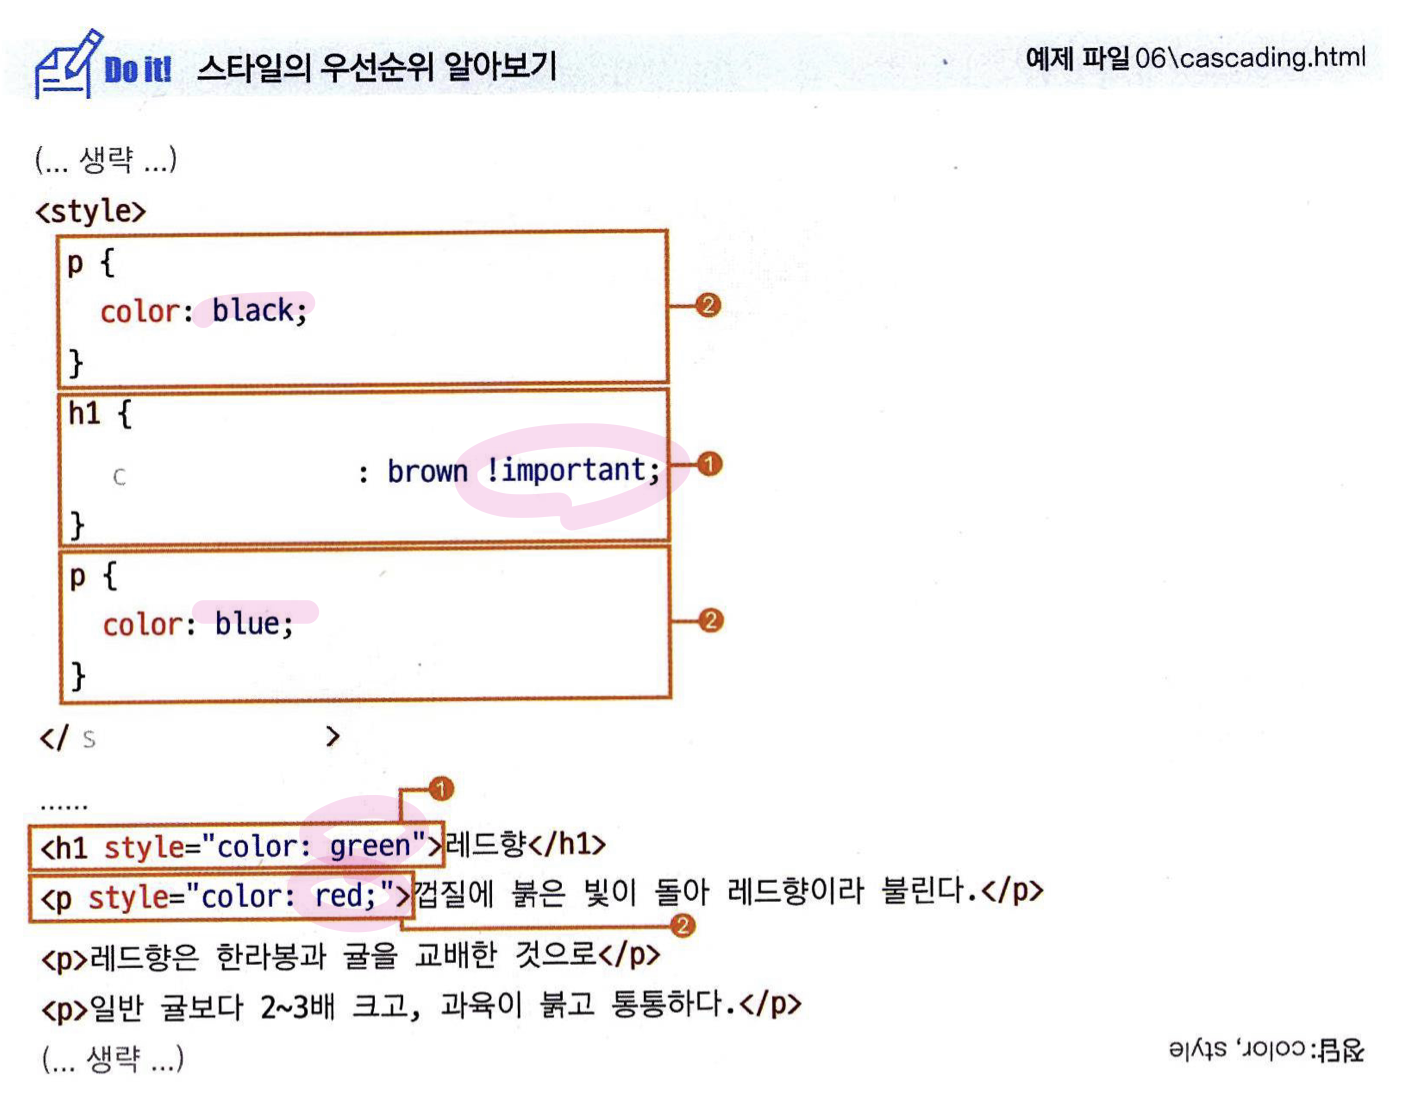 Do it! 스타일의 우선순위 알아보기 예제 파일 06\cascading.html
(... 생략 ...)
<style>
p {
color: black;
}
2
h1 {
c : brown !important;
}
1
p {
color: blue;
}
2
</ s >
......
1
<h1 style="color: green">레드향</h1>
<p style="color: red;">껍질에 붉은 빛이 돌아 레드향이라 불린다.</p>
2
<p>레드향은 한라봉과 귤을 교배한 것으로</p>
<p>일반 귤보다 2~3배 크고, 과육이 붉고 통통하다.</p>
(... 생략 ...)
정답: color, style